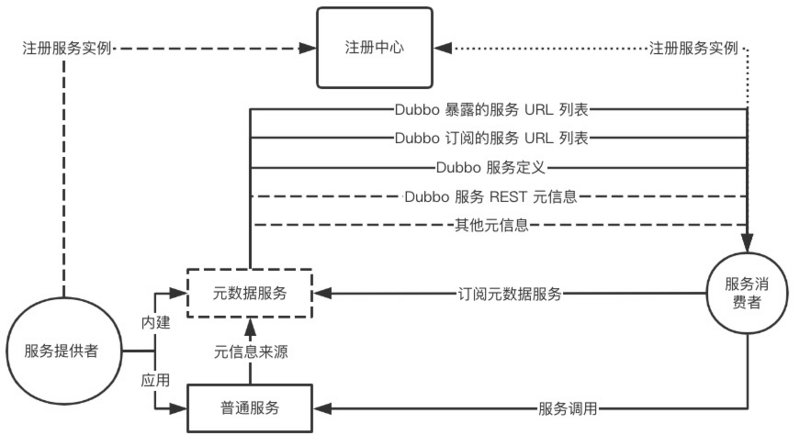 注册服务实例
注册中心
注册服务实例
Dubbo 暴露的服务 URL 列表
Dubbo 订阅的服务 URL 列表
Dubbo 服务定义
Dubbo 服务 REST 元信息
其他元信息
元数据服务
订阅元数据服务
服务消
费者
内建
服务提供者
元信息来源
应用
普通服务
服务调用